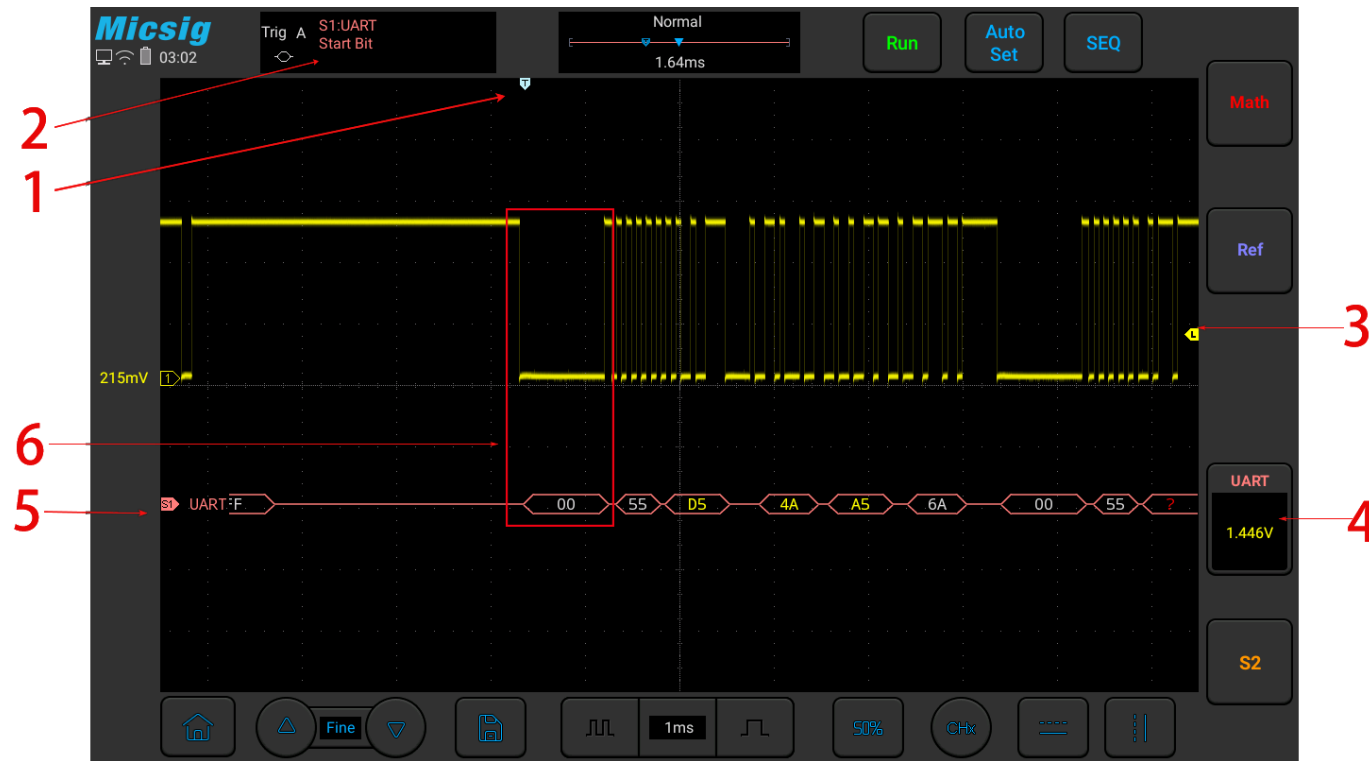 Micsig
03:02
Trig A S1:UART
Start Bit
Normal
1.64ms
Run
Auto
Set
SEQ
T
2
1
Math
Ref
3
L
215mV 1
6
5
S1 UART FF 00 55 D5 4A A5 6A 00 55 ?
UART
1.446V
4
S2
Fine
1ms
50%
CHx